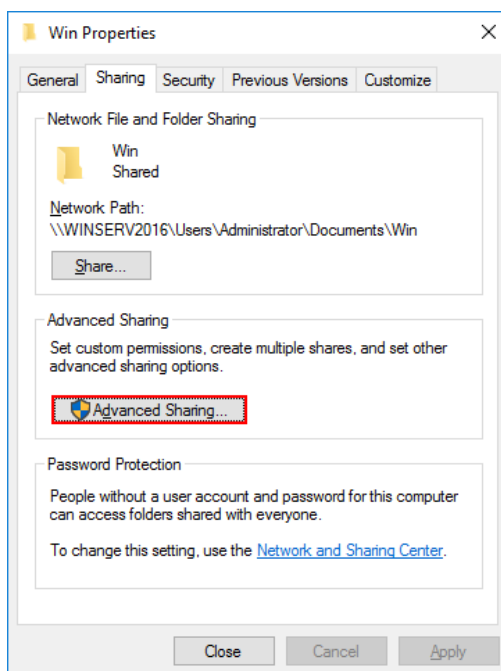 Win Properties
General Sharing Security Previous Versions Customize
Network File and Folder Sharing
Win
Shared
Network Path:
\\WINSERV2016\Users\Administrator\Documents\Win
Share...
Advanced Sharing
Set custom permissions, create multiple shares, and set other
advanced sharing options.
Advanced Sharing...
Password Protection
People without a user account and password for this computer
can access folders shared with everyone.
To change this setting, use the Network and Sharing Center.
Close Cancel Apply